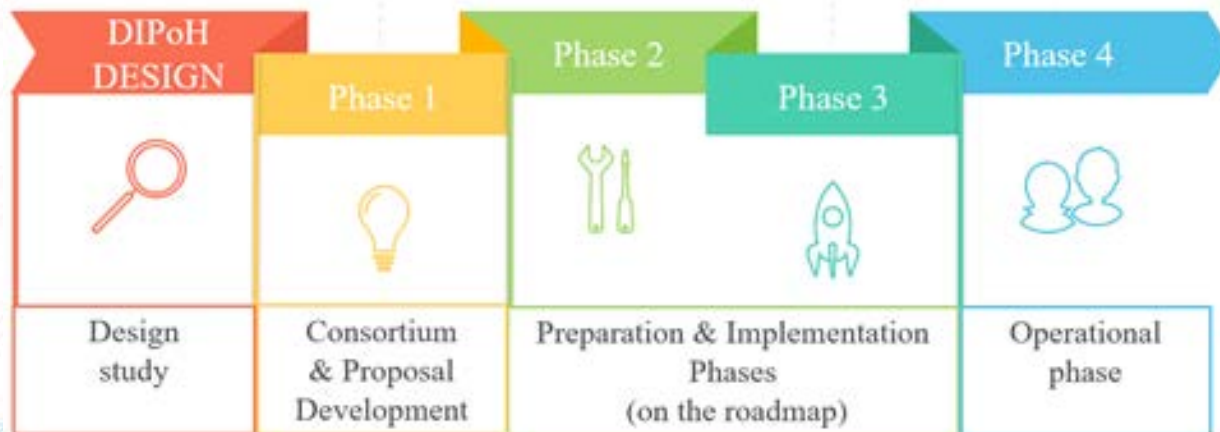 DIPoH
DESIGN
Phase 1
Phase 2
Phase 3
Phase 4
Design
study
Consortium
& Proposal
Development
Preparation & Implementation
Phases
(on the roadmap)
Operational
phase